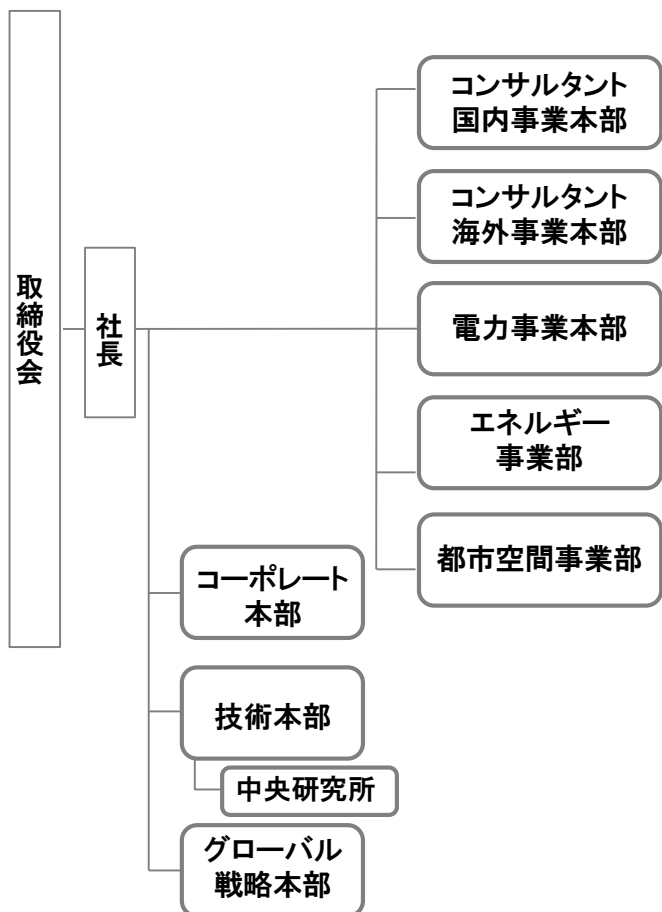 取締役会
社長
コンサルタント
国内事業本部
コンサルタント
海外事業本部
電力事業本部
エネルギー
事業部
都市空間事業部
コーポレート
本部
技術本部
中央研究所
グローバル
戦略本部